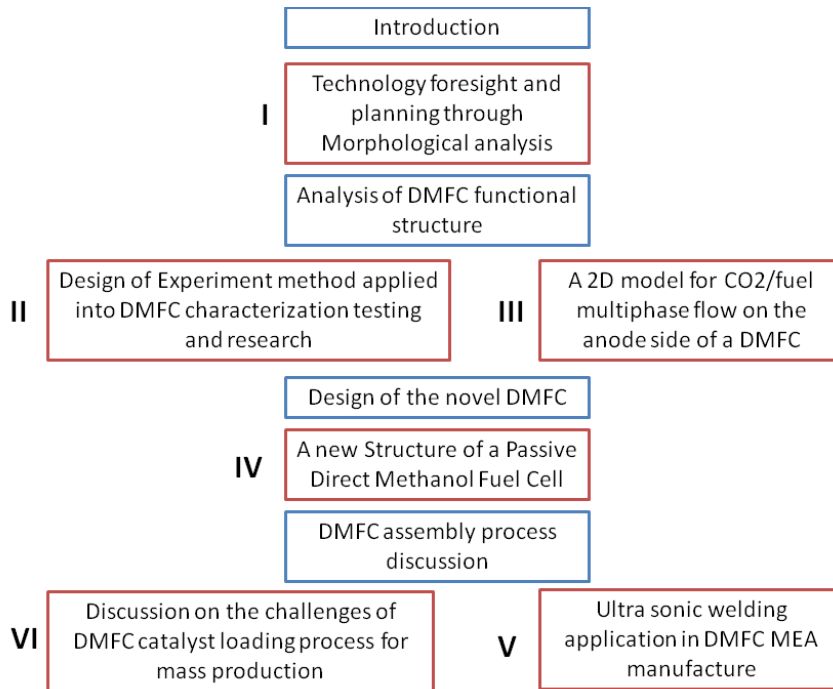 Introduction
I
Technology foresight and
planning through
Morphological analysis
Analysis of DMFC functional
structure
II
Design of Experiment method applied
into DMFC characterization testing
and research
III
A 2D model for CO2/fuel
multiphase flow on the
anode side of a DMFC
Design of the novel DMFC
IV
A new Structure of a Passive
Direct Methanol Fuel Cell
DMFC assembly process
discussion
VI
Discussion on the challenges of
DMFC catalyst loading process for
mass production
V
Ultra sonic welding
application in DMFC MEA
manufacture